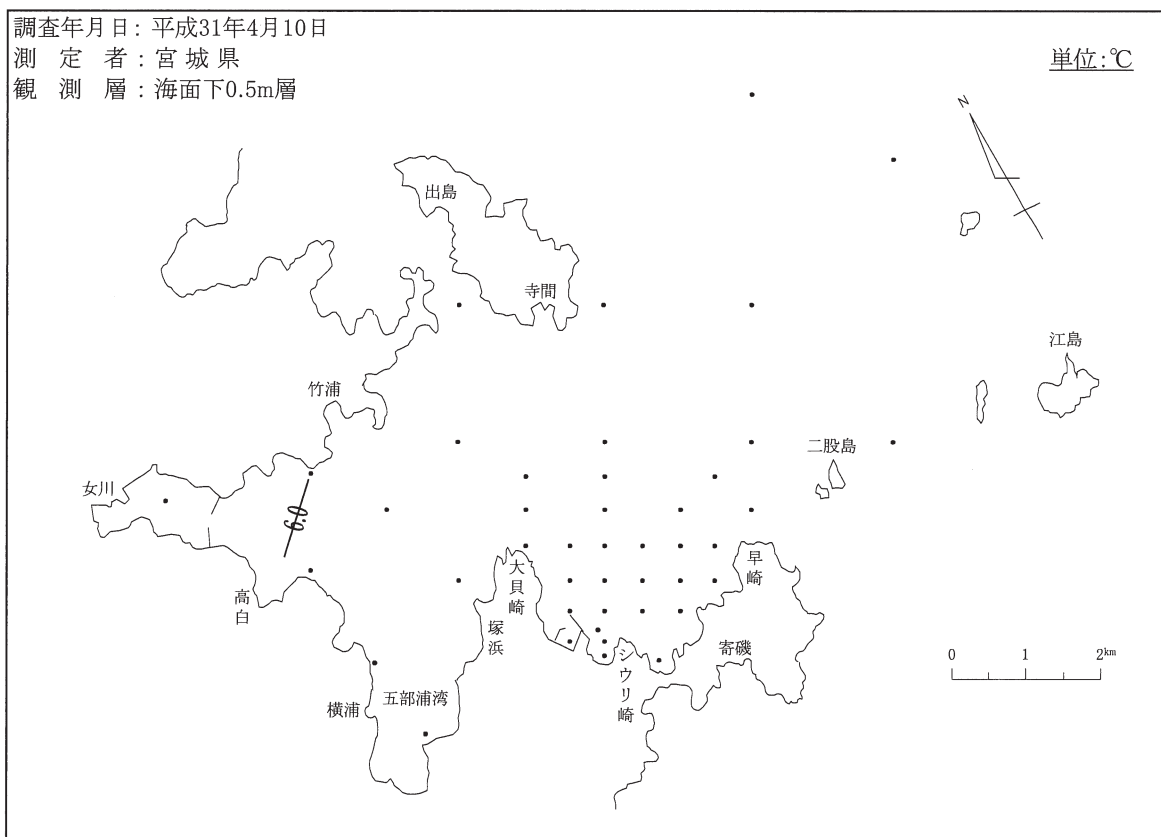 調査年月日: 平成31年4月10日
測 定 者 : 宮城県
観 測 層 : 海面下0.5m層
単位:℃
N
出島
寺間
江島
竹浦
二股島
女川
9.0
早崎
大貝崎
高白
塚浜
シウリ崎
寄磯
0 1 2km
五部浦湾
横浦